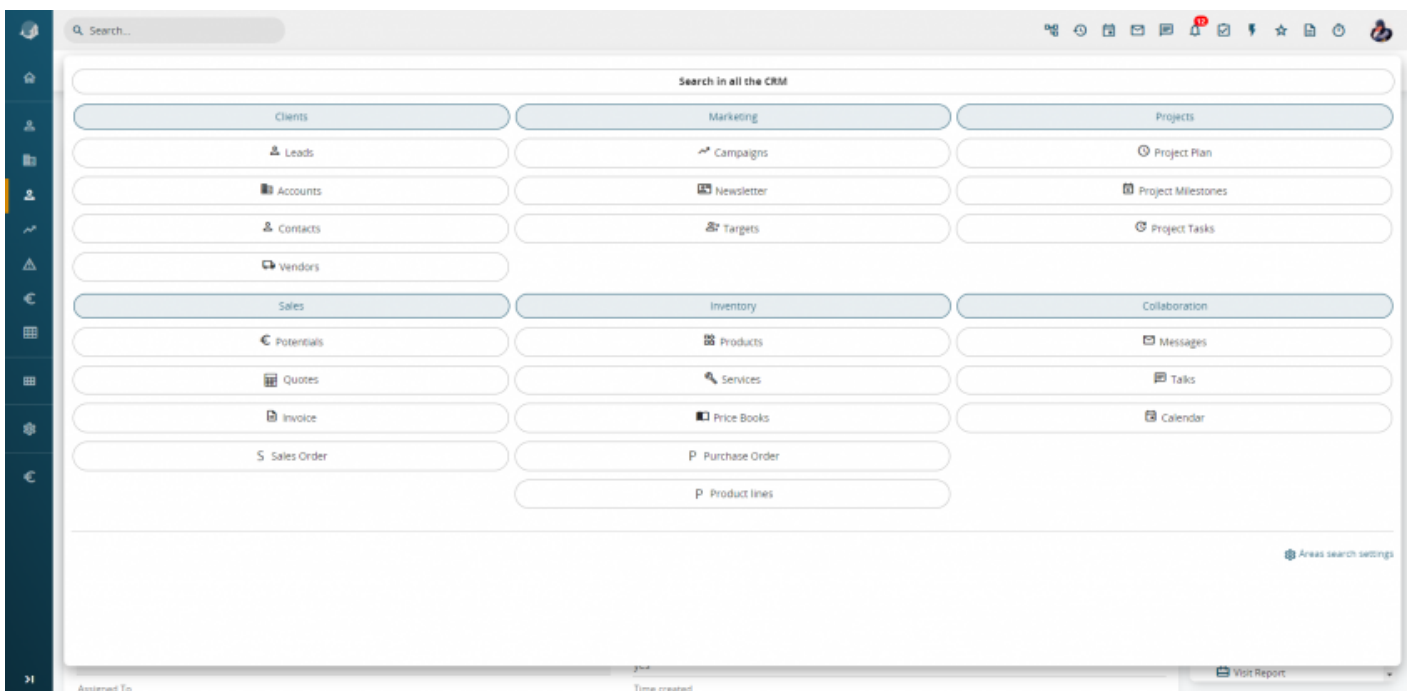 Search...
17
Search in all the CRM
Clients Marketing Projects
Leads Campaigns Project Plan
Accounts Newsletter Project Milestones
Contacts Targets Project Tasks
Vendors
Sales Inventory Collaboration
€ Potentials Products Messages
Quotes Services Talks
Invoice Price Books Calendar
S Sales Order P Purchase Order
P Product lines
Areas search settings
Visit Report
Assigned To Time created